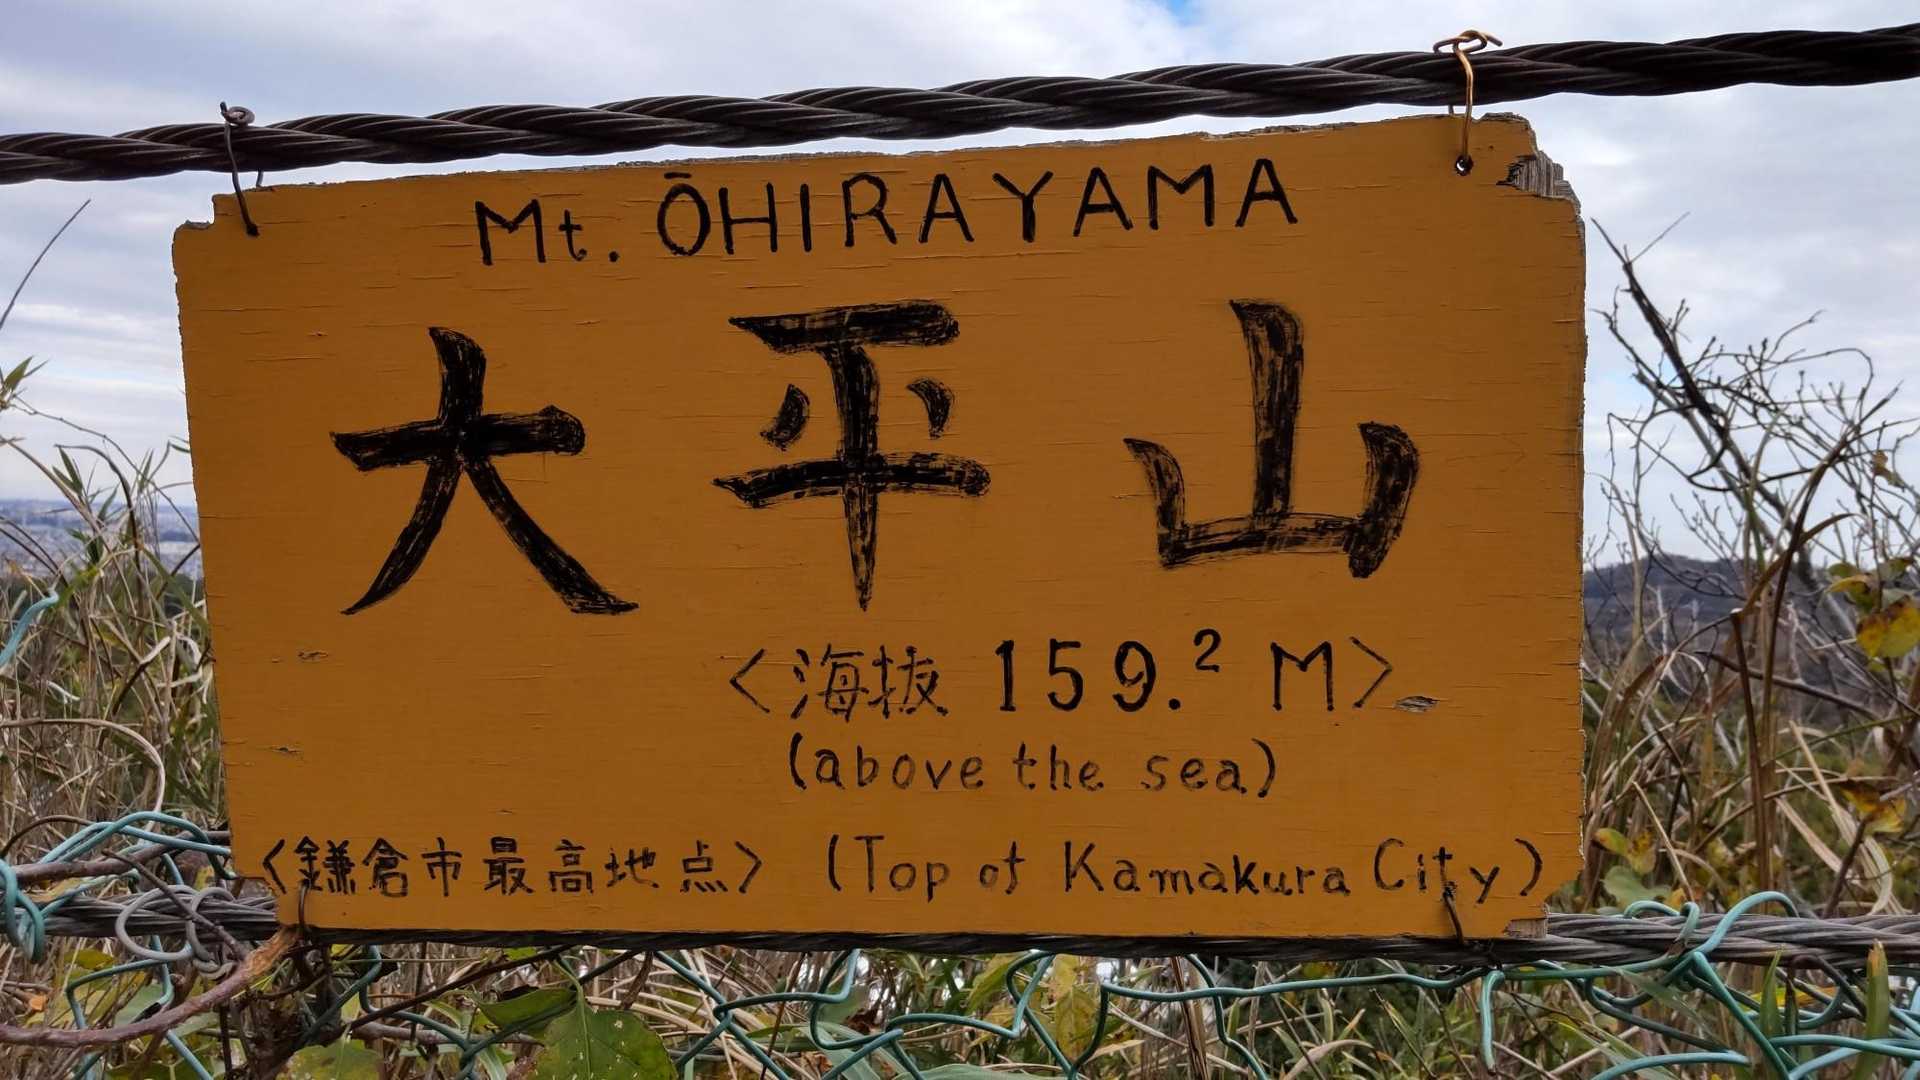 Mt. ŌHIRAYAMA
大平山
<海抜 159.² M>
(above the sea)
<鎌倉市最高地点> (Top of Kamakura City)